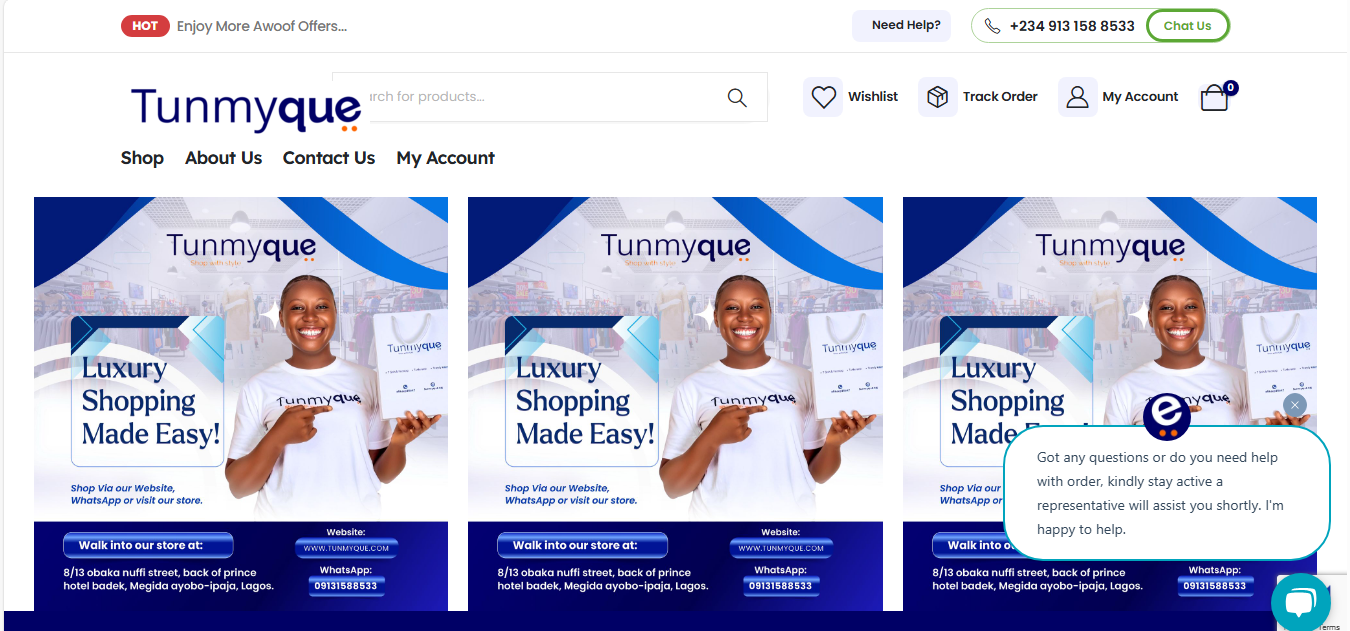 HOT Enjoy More Awoof Offers...
Need Help?
+234 913 158 8533
Chat Us
Tunmyque
rch for products...
Wishlist
Track Order
My Account
0
Shop
About Us
Contact Us
My Account
Tunmyque
Shop with style
Tunmyque
Tunmyque
Luxury
Shopping
Made Easy!
Shop Via our Website,
WhatsApp or visit our store.
Walk into our store at:
8/13 obaka nuffi street, back of prince
hotel badek, Megida ayobo-ipaja, Lagos.
Website:
WWW.TUNMYQUE.COM
WhatsApp:
09131588533
Tunmyque
Shop with style
Tunmyque
Tunmyque
Luxury
Shopping
Made Easy!
Shop Via our Website,
WhatsApp or visit our store.
Walk into our store at:
8/13 obaka nuffi street, back of prince
hotel badek, Megida ayobo-ipaja, Lagos.
Website:
WWW.TUNMYQUE.COM
WhatsApp:
09131588533
Tunmyque
Shop with style
Tunmyque
Luxury
Shopping
Made
Shop Via
WhatsApp
Walk
8/13 obaka nuffi street, back of prince
hotel badek, Megida ayobo-ipaja, Lagos.
WhatsApp:
09131588533
e
Got any questions or do you need help
with order, kindly stay active a
representative will assist you shortly. I'm
happy to help.
Terms